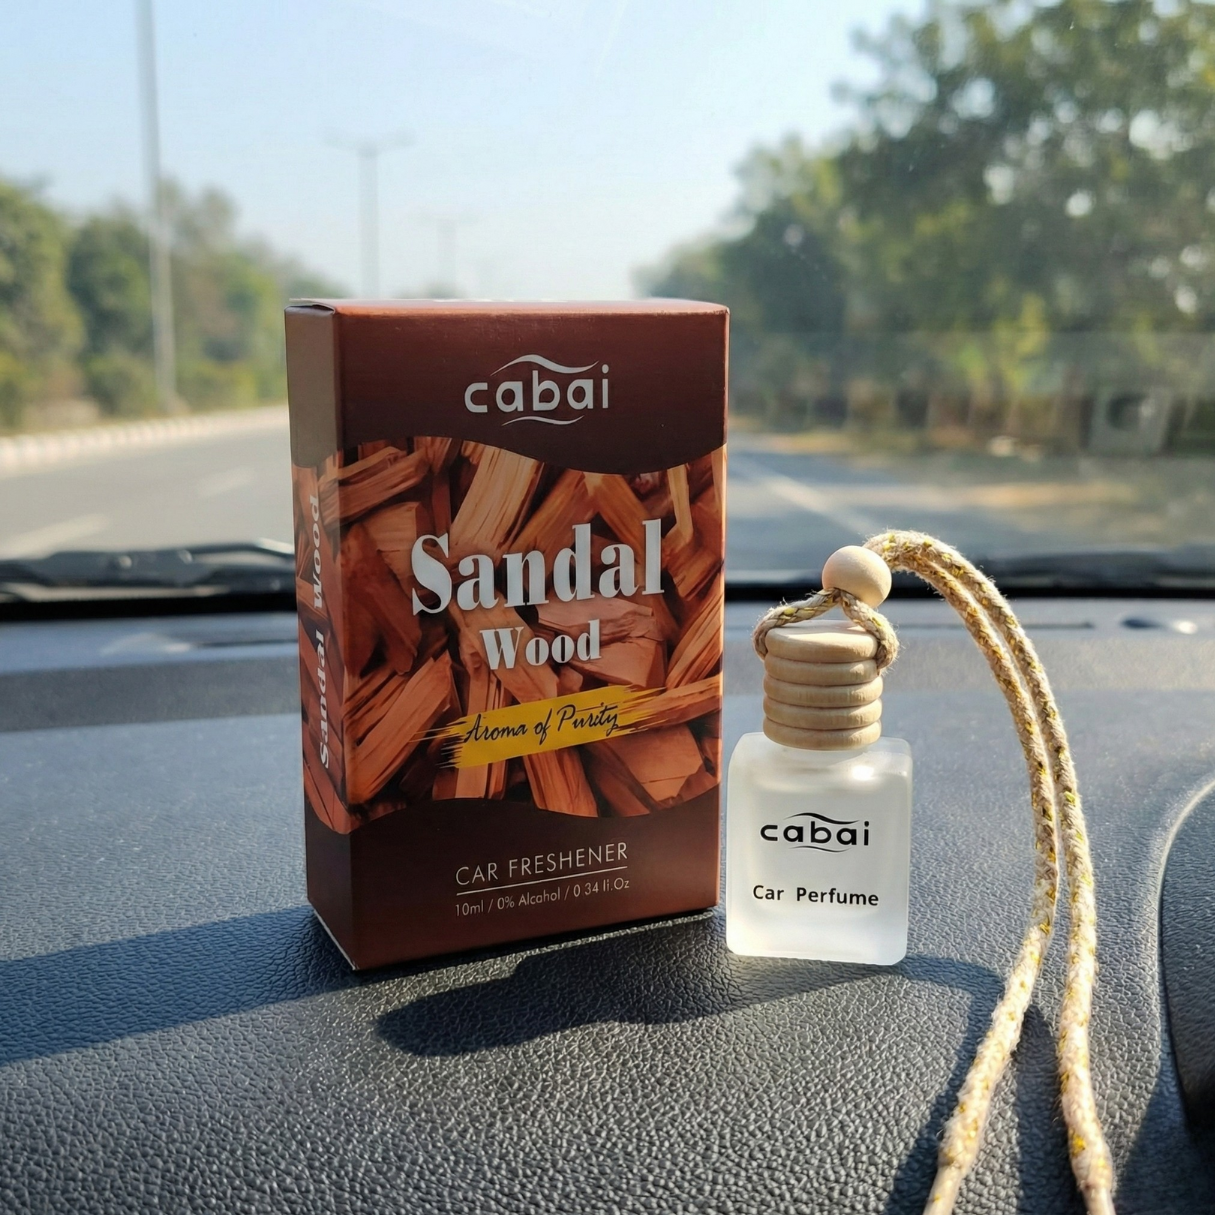 cabai
Sandal
Wood
Aroma of Purity
CAR FRESHENER
10ml / 0% Alcohol / 0 34 li.Oz
Sandal Wood
cabai
Car Perfume